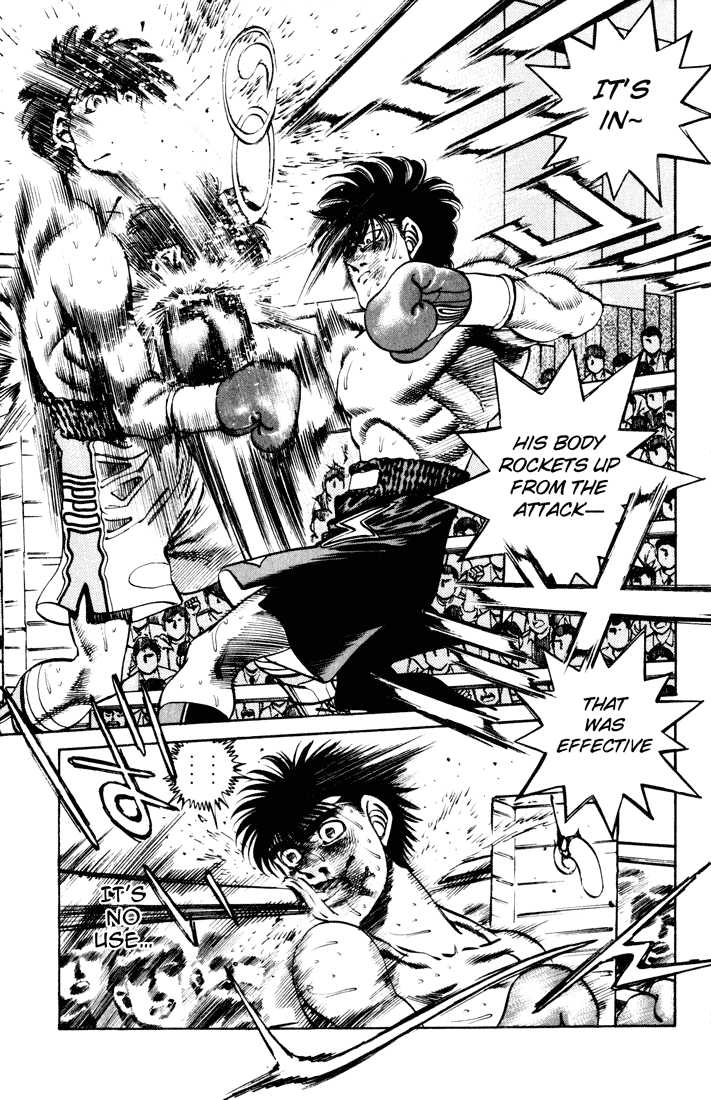 IT'S
IN~
HIS BODY
ROCKETS UP
FROM THE
ATTACK—
THAT
WAS
EFFECTIVE
......
IT'S
NO
USE...